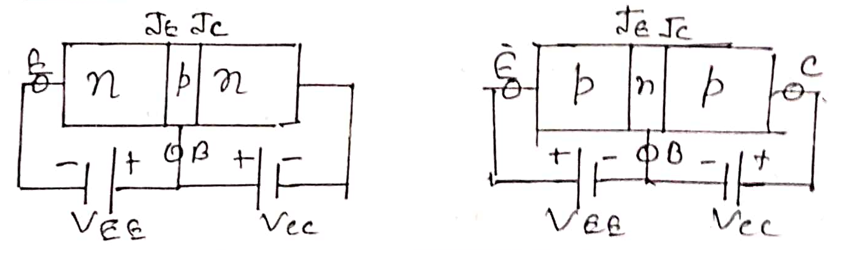 JE JC
E n p n
- + B + -
VEE VCC
JE JC
E p n p C
+ - B - +
VEE VCC